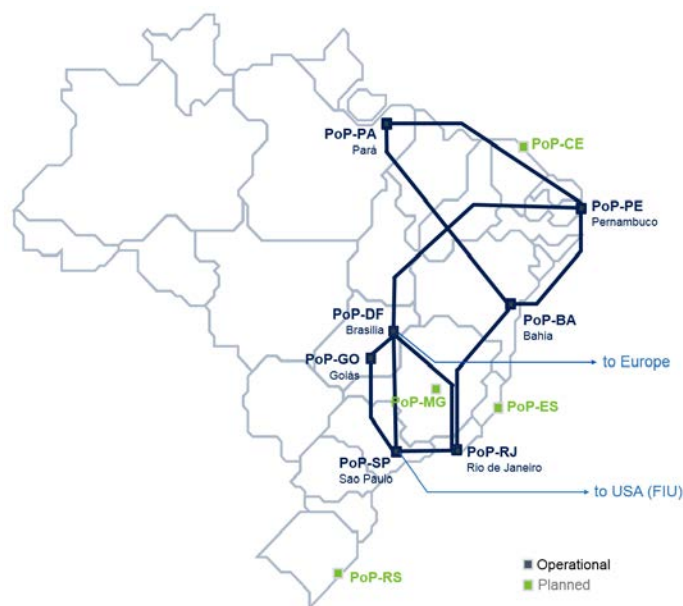 PoP-PA
Pará
PoP-CE
PoP-PE
Pernambuco
PoP-DF
Brasilia
PoP-BA
Bahia
PoP-GO
Goiás
to Europe
PoP-MG
PoP-ES
PoP-SP
Sao Paulo
PoP-RJ
Rio de Janeiro
to USA (FIU)
PoP-RS
Operational
Planned